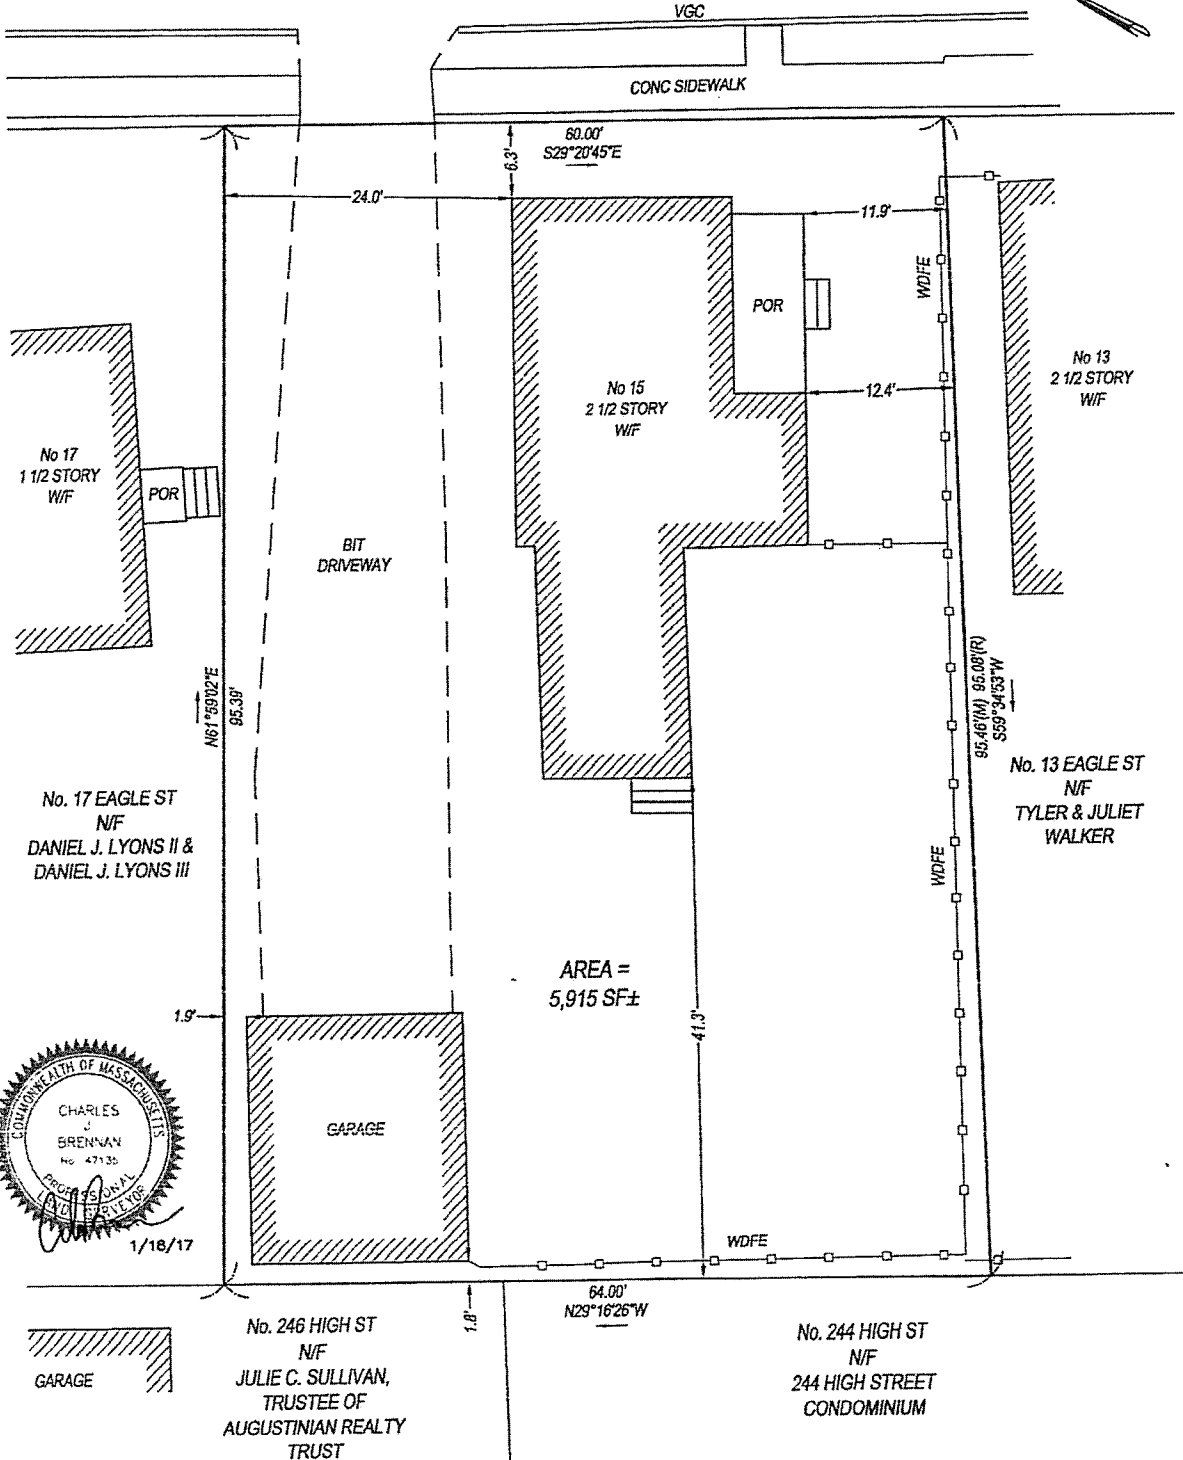 VGC
CONC SIDEWALK
60.00'
S29°20'45"E
6.3'
24.0'
11.9'
WDFE
POR
No 13
2 1/2 STORY
W/F
No 15
2 1/2 STORY
W/F
12.4'
No 17
1 1/2 STORY
W/F
POR
BIT
DRIVEWAY
N61°59'02"E
95.39'
95.46'(M) 95.08'(R)
S59°34'53"W
No. 13 EAGLE ST
N/F
TYLER & JULIET
WALKER
No. 17 EAGLE ST
N/F
DANIEL J. LYONS II &
DANIEL J. LYONS III
WDFE
AREA =
5,915 SF±
1.9'
41.3'
COMMONWEALTH OF MASSACHUSETTS
CHARLES
J
BRENNAN
No. 47135
PROFESSIONAL
LAND SURVEYOR
1/18/17
GARAGE
WDFE
64.00'
N29°16'26"W
1.8'
No. 246 HIGH ST
N/F
JULIE C. SULLIVAN,
TRUSTEE OF
AUGUSTINIAN REALTY
TRUST
GARAGE
No. 244 HIGH ST
N/F
244 HIGH STREET
CONDOMINIUM